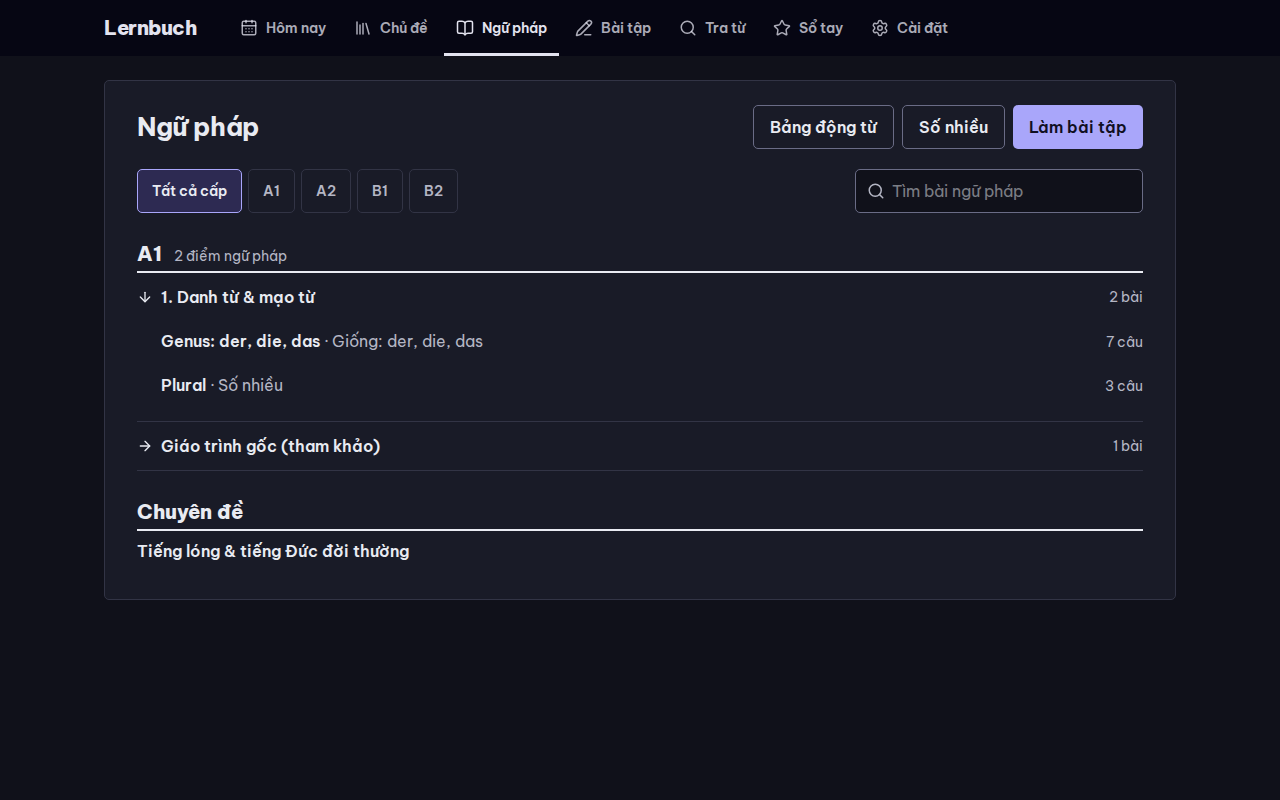 Lernbuch Hôm nay Chủ đề Ngữ pháp Bài tập Tra từ Sổ tay Cài đặt
Ngữ pháp Bảng động từ Số nhiều Làm bài tập
Tất cả cấp A1 A2 B1 B2 Tìm bài ngữ pháp
A1 2 điểm ngữ pháp
1. Danh từ & mạo từ 2 bài
Genus: der, die, das · Giống: der, die, das 7 câu
Plural · Số nhiều 3 câu
Giáo trình gốc (tham khảo) 1 bài
Chuyên đề
Tiếng lóng & tiếng Đức đời thường